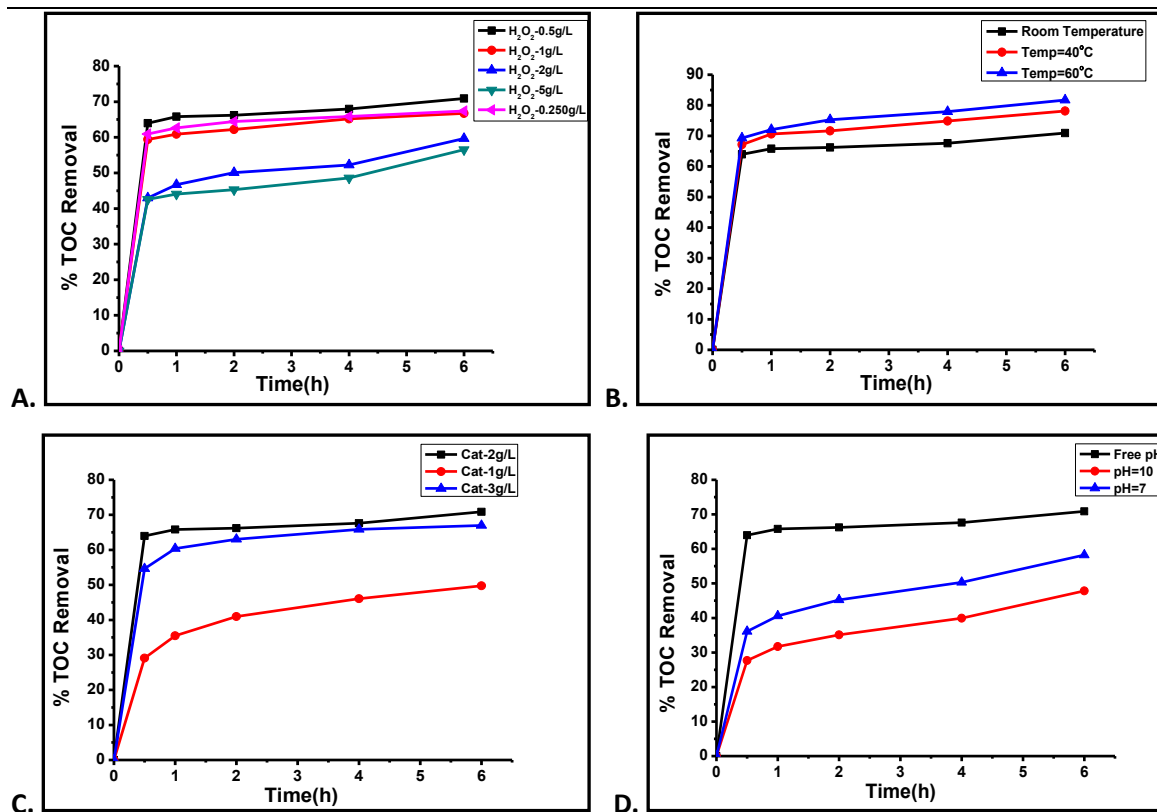 H₂O₂-0.5g/L
H₂O₂-1g/L
H₂O₂-2g/L
H₂O₂-5g/L
H₂O₂-0.250g/L
80
70
60
50
40
30
20
10
0
% TOC Removal
0 1 2 3 4 5 6
Time(h)
A.
Room Temperature
Temp=40°C
Temp=60°C
90
80
70
60
50
40
30
20
10
0
% TOC Removal
0 1 2 3 4 5 6
Time(h)
B.
Cat-2g/L
Cat-1g/L
Cat-3g/L
80
70
60
50
40
30
20
10
0
% TOC Removal
0 1 2 3 4 5 6
Time(h)
C.
Free pH
pH=10
pH=7
80
70
60
50
40
30
20
10
0
% TOC Removal
0 1 2 3 4 5 6
Time(h)
D.